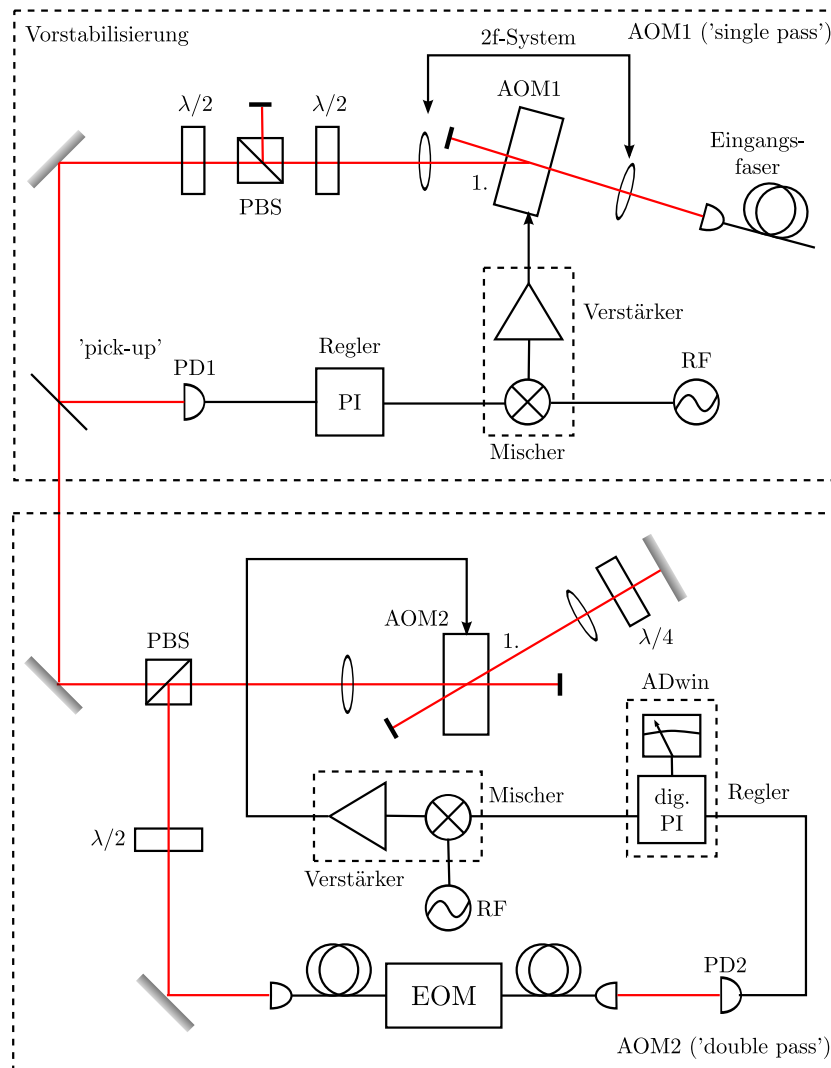 Vorstabilisierung
AOM1 ('single pass')
2f-System
λ/2
λ/2
AOM1
Eingangs-
faser
PBS
1.
'pick-up'
PD1
Regler
PI
Verstärker
RF
Mischer
PBS
AOM2
1.
λ/4
ADwin
dig.
PI
Regler
Mischer
λ/2
Verstärker
RF
EOM
PD2
AOM2 ('double pass')